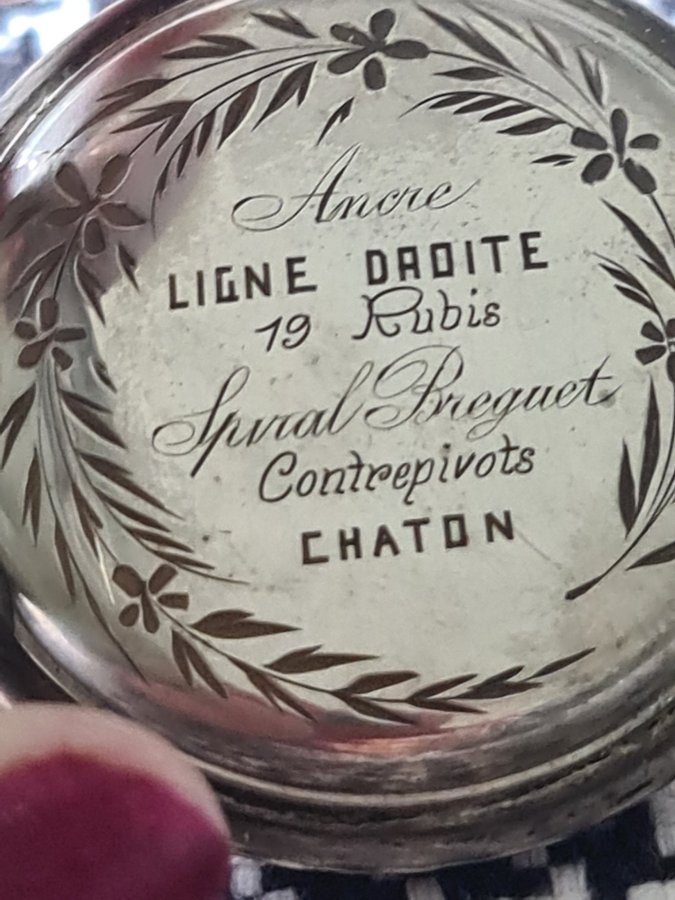 Ancre
LIGNE DROITE
19 Rubis
Spiral Breguet
Contrepivots
CHATON